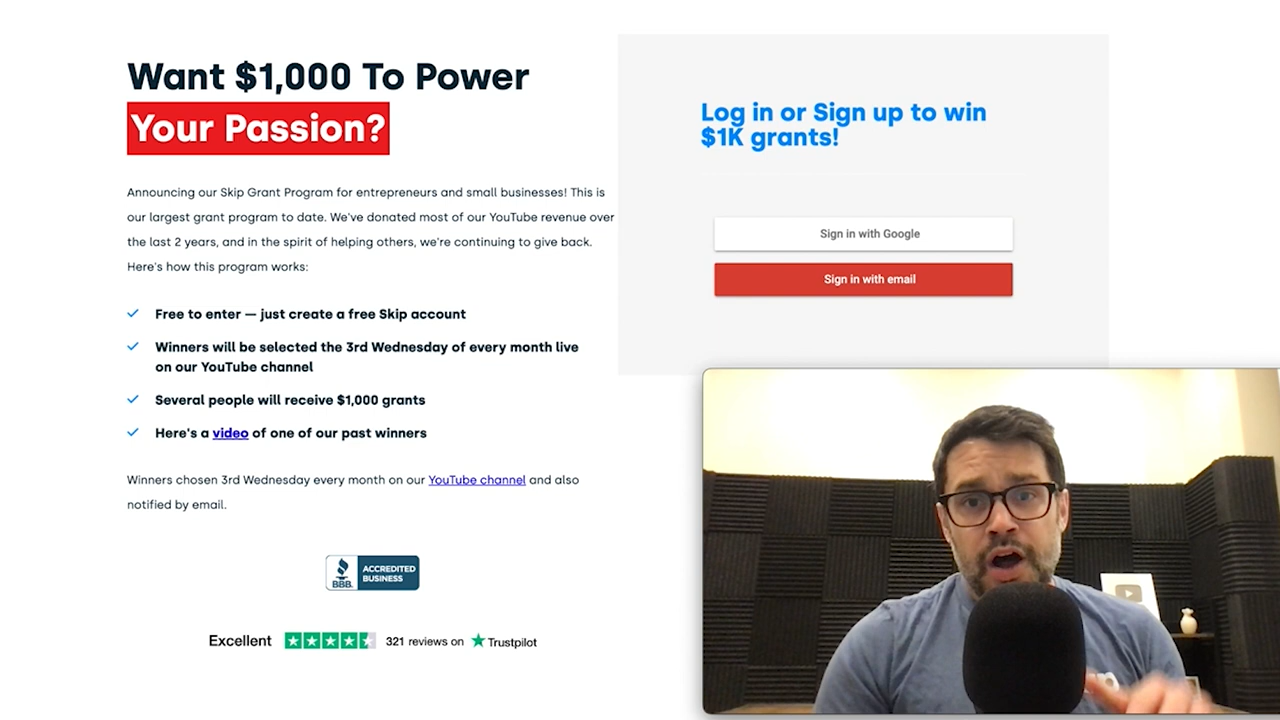 Want $1,000 To Power
Your Passion?
Announcing our Skip Grant Program for entrepreneurs and small businesses! This is
our largest grant program to date. We've donated most of our YouTube revenue over
the last 2 years, and in the spirit of helping others, we're continuing to give back.
Here's how this program works:
Free to enter — just create a free Skip account
Winners will be selected the 3rd Wednesday of every month live
on our YouTube channel
Several people will receive $1,000 grants
Here's a video of one of our past winners
Winners chosen 3rd Wednesday every month on our YouTube channel and also
notified by email.
BBB.
ACCREDITED
BUSINESS
Excellent 321 reviews on Trustpilot
Log in or Sign up to win
$1K grants!
Sign in with Google
Sign in with email